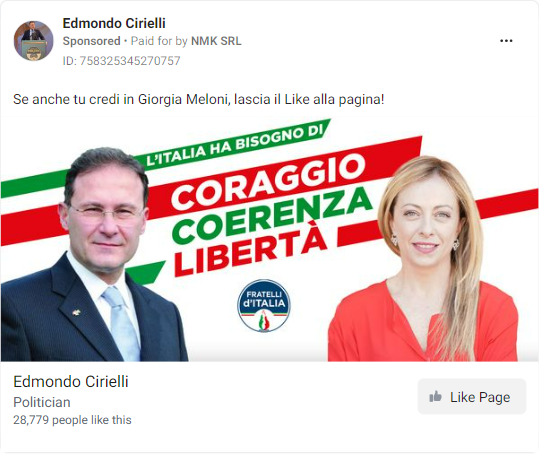 Edmondo Cirielli
Sponsored • Paid for by NMK SRL
ID: 758325345270757
Se anche tu credi in Giorgia Meloni, lascia il Like alla pagina!
L'ITALIA HA BISOGNO DI
CORAGGIO
COERENZA
LIBERTÀ
FRATELLI
d'ITALIA
Edmondo Cirielli
Politician
28,779 people like this
Like Page